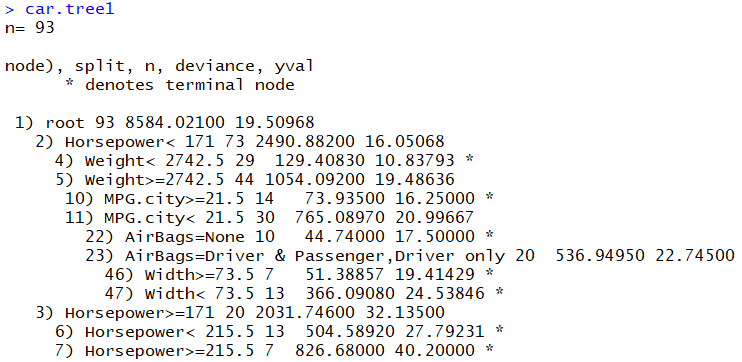 > car.tree1
n= 93

node), split, n, deviance, yval
      * denotes terminal node

 1) root 93 8584.02100 19.50968
   2) Horsepower< 171 73 2490.88200 16.05068
     4) Weight< 2742.5 29  129.40830 10.83793 *
     5) Weight>=2742.5 44 1054.09200 19.48636
      10) MPG.city>=21.5 14   73.93500 16.25000 *
      11) MPG.city< 21.5 30  765.08970 20.99667
        22) AirBags=None 10   44.74000 17.50000 *
        23) AirBags=Driver & Passenger,Driver only 20  536.94950 22.74500
          46) Width>=73.5 7   51.38857 19.41429 *
          47) Width< 73.5 13  366.09080 24.53846 *
   3) Horsepower>=171 20 2031.74600 32.13500
     6) Horsepower< 215.5 13  504.58920 27.79231 *
     7) Horsepower>=215.5 7  826.68000 40.20000 *